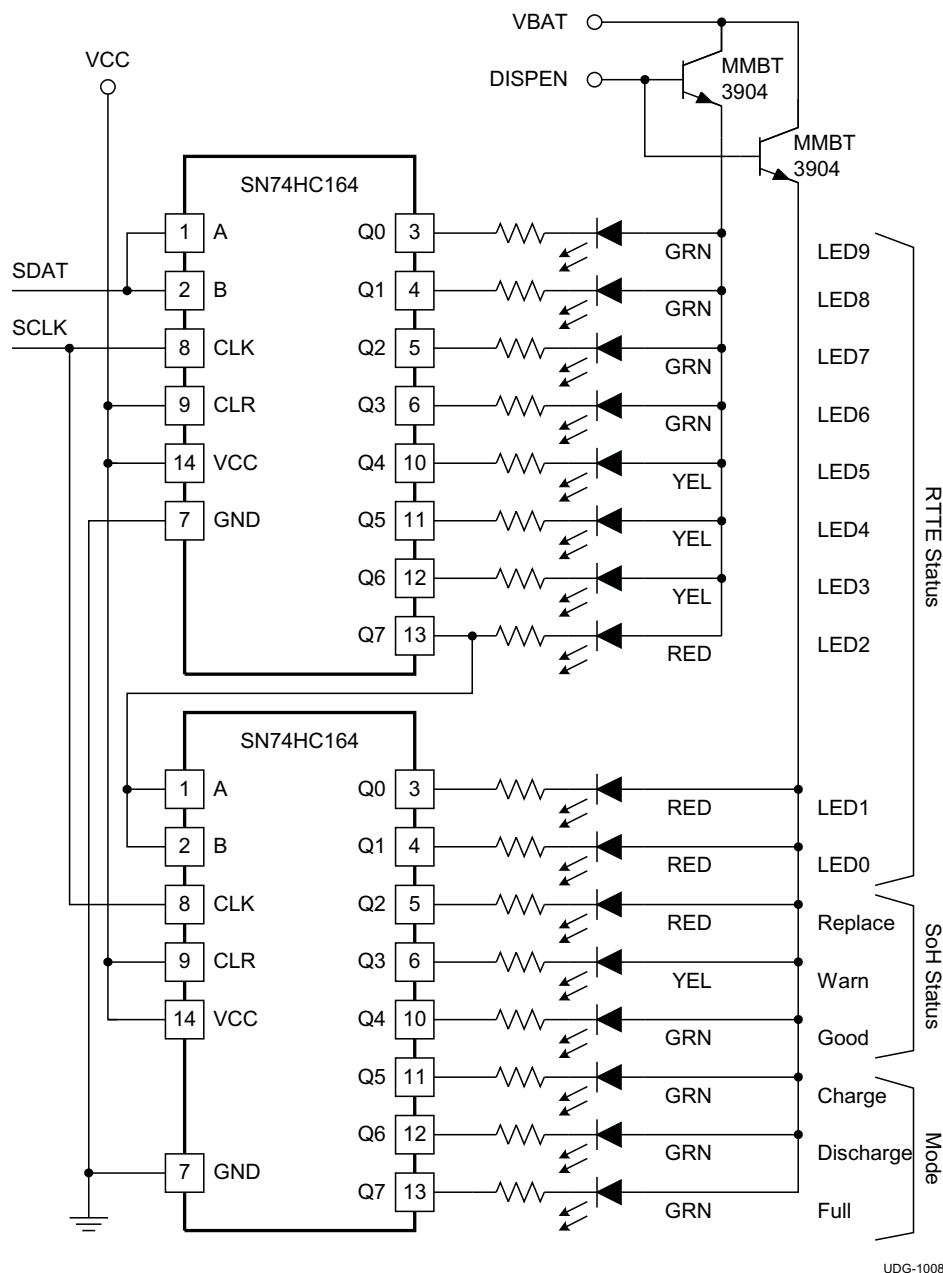 VBAT
VCC
DISPEN
MMBT
3904
MMBT
3904
SN74HC164
1 A Q0 3 GRN LED9
SDAT
2 B Q1 4 GRN LED8
SCLK
8 CLK Q2 5 GRN LED7
9 CLR Q3 6 GRN LED6
14 VCC Q4 10 YEL LED5
7 GND Q5 11 YEL LED4
Q6 12 YEL LED3
Q7 13 RED LED2
RTTE Status
SN74HC164
1 A Q0 3 RED LED1
2 B Q1 4 RED LED0
8 CLK Q2 5 RED Replace
9 CLR Q3 6 YEL Warn
14 VCC Q4 10 GRN Good
SoH Status
Q5 11 GRN Charge
Q6 12 GRN Discharge
7 GND Q7 13 GRN Full
Mode
UDG-1008